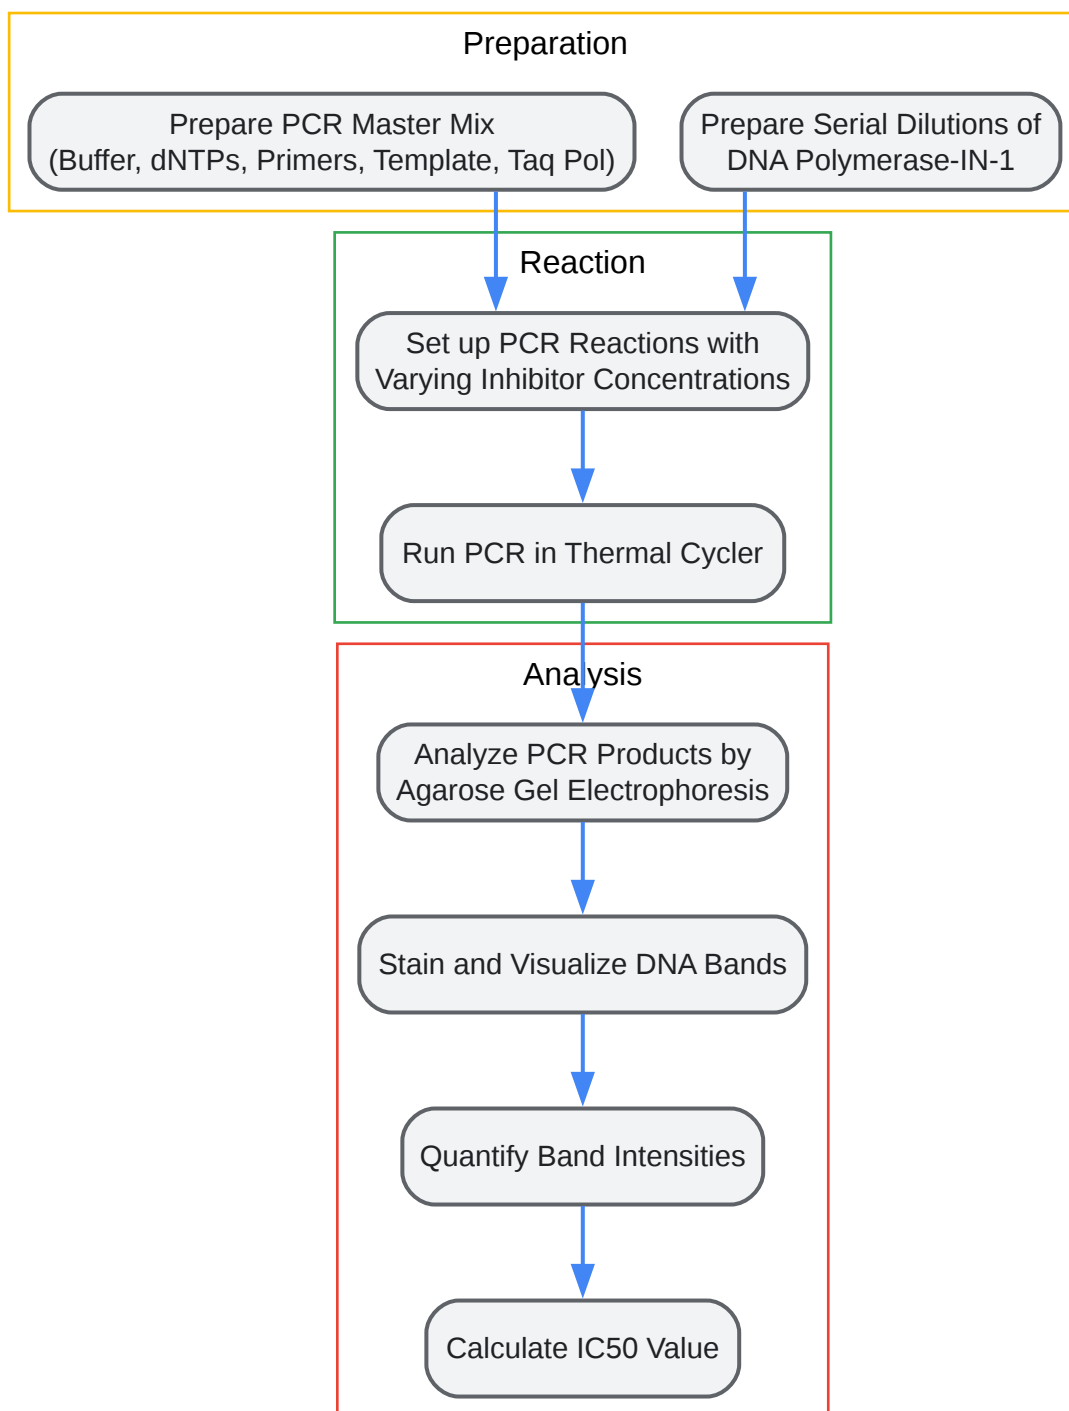 Preparation
Prepare PCR Master Mix
(Buffer, dNTPs, Primers, Template, Taq Pol)
Prepare Serial Dilutions of
DNA Polymerase-IN-1
Reaction
Set up PCR Reactions with
Varying Inhibitor Concentrations
Run PCR in Thermal Cycler
Analysis
Analyze PCR Products by
Agarose Gel Electrophoresis
Stain and Visualize DNA Bands
Quantify Band Intensities
Calculate IC50 Value